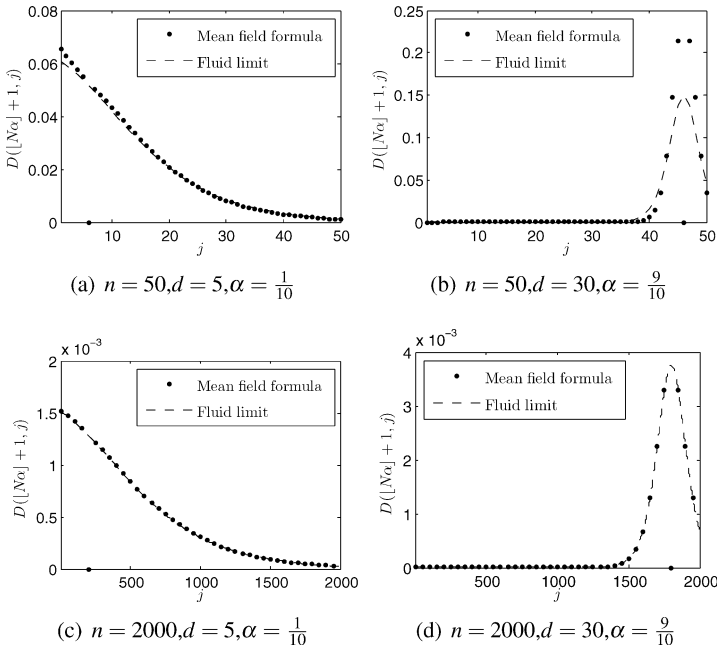 0.08
0.06
0.04
0.02
0
10
20
30
40
50
D(⌊Nα⌋ + 1, j)
j
Mean field formula
Fluid limit
(a) n = 50,d = 5,α = 1/10
0.25
0.2
0.15
0.1
0.05
0
10
20
30
40
50
D(⌊Nα⌋ + 1, j)
j
Mean field formula
Fluid limit
(b) n = 50,d = 30,α = 9/10
x 10⁻³
2
1.5
1
0.5
0
500
1000
1500
2000
D(⌊Nα⌋ + 1, j)
j
Mean field formula
Fluid limit
(c) n = 2000,d = 5,α = 1/10
x 10⁻³
4
3
2
1
0
500
1000
1500
2000
D(⌊Nα⌋ + 1, j)
j
Mean field formula
Fluid limit
(d) n = 2000,d = 30,α = 9/10